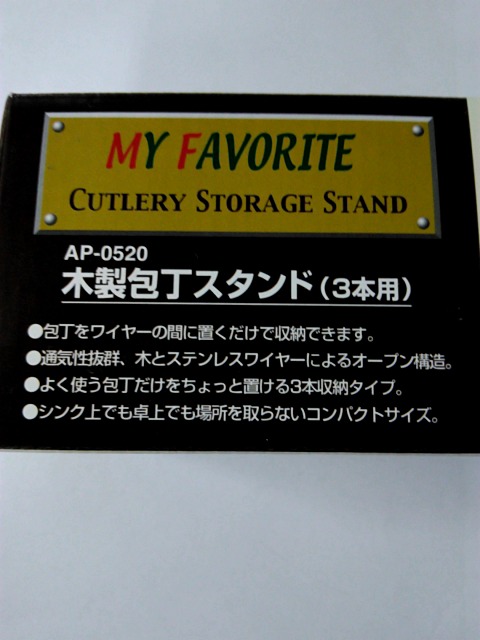 MY FAVORITE
CUTLERY STORAGE STAND
AP-0520
木製包丁スタンド(3本用)
●包丁をワイヤーの間に置くだけで収納できます。
●通気性抜群、木とステンレスワイヤーによるオープン構造。
●よく使う包丁だけをちょっと置ける3本収納タイプ。
●シンク上でも卓上でも場所を取らないコンパクトサイズ。